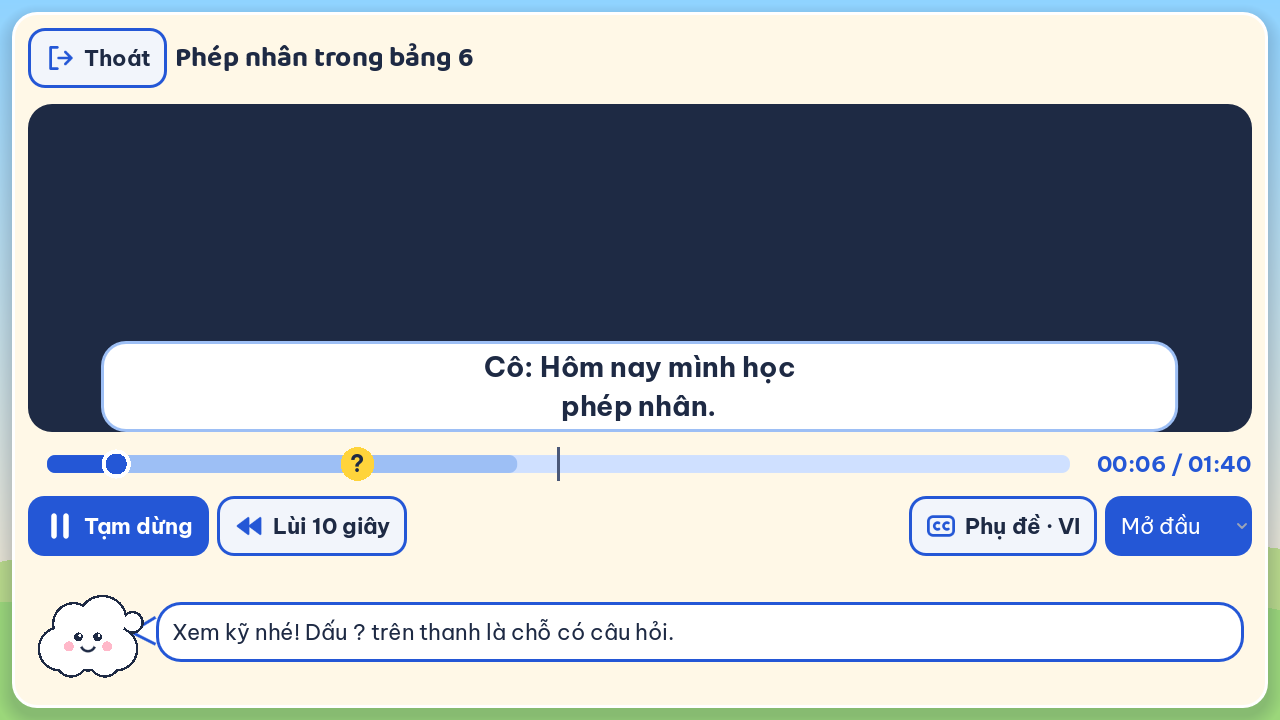 Thoát
Phép nhân trong bảng 6
Cô: Hôm nay mình học
phép nhân.
?
00:06 / 01:40
Tạm dừng
Lùi 10 giây
CC
Phụ đề · VI
Mở đầu
Xem kỹ nhé! Dấu ? trên thanh là chỗ có câu hỏi.